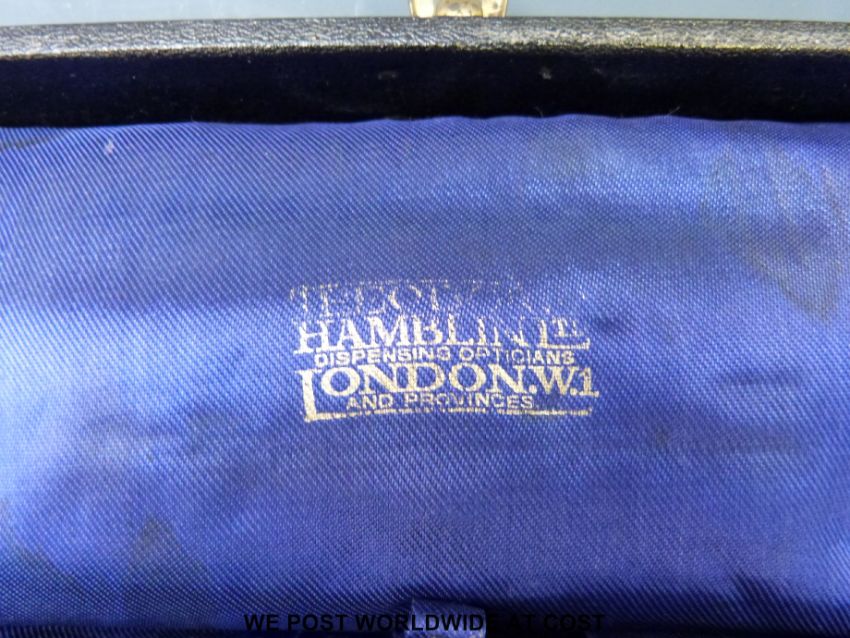 HAMBLIN LTD
DISPENSING OPTICIANS
LONDON.W.1
AND PROVINCES
WE POST WORLDWIDE AT COST